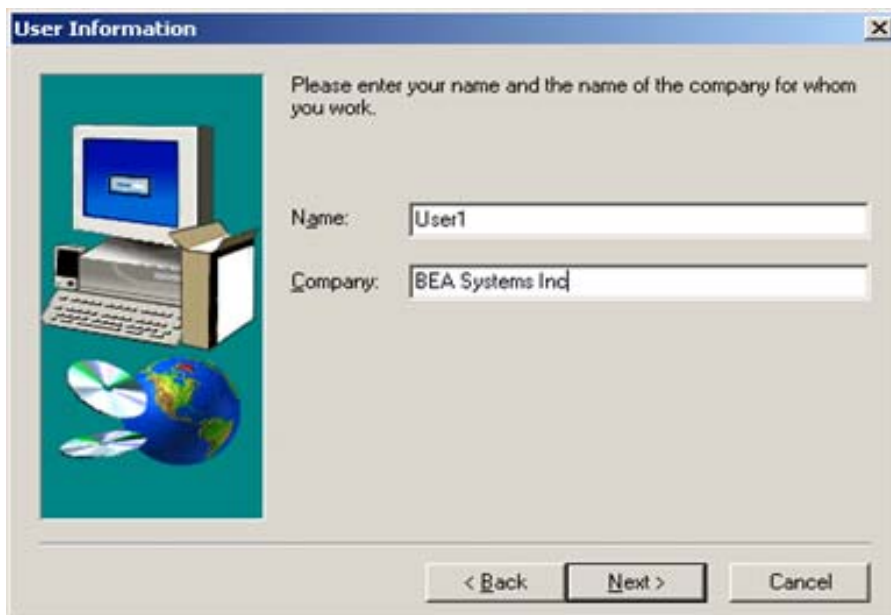 User Information
Please enter your name and the name of the company for whom
you work.
Name: User1
Company: BEA Systems Inc
< Back Next > Cancel